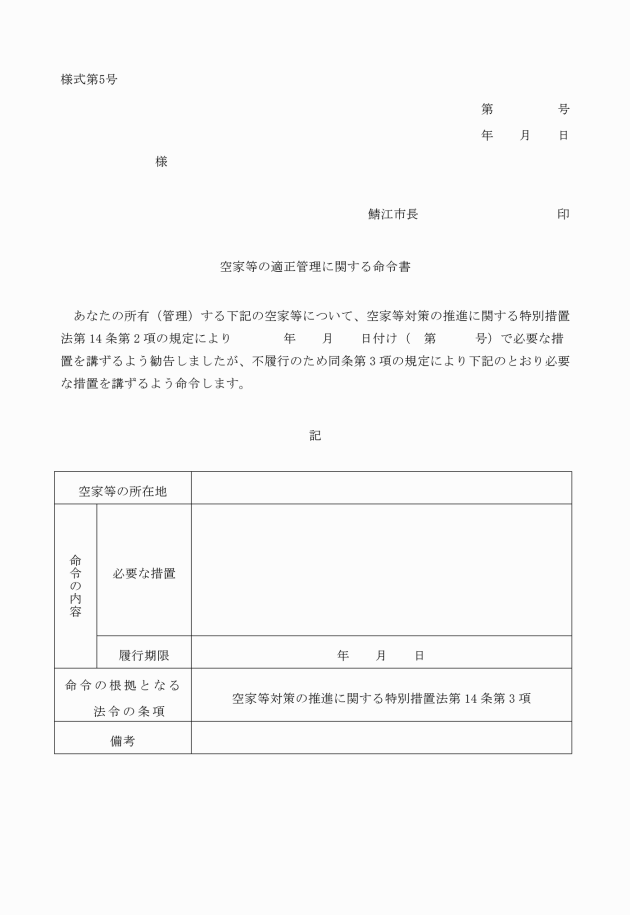 様式第5号
第　　　　　号
年　　月　　日
様
鯖江市長　　　　　　　　　　　印
空家等の適正管理に関する命令書
　あなたの所有（管理）する下記の空家等について、空家等対策の推進に関する特別措置
法第 14 条第 2 項の規定により　　　　年　　月　　日付け（　第　　　号）で必要な措
置を講ずるよう勧告しましたが、不履行のため同条第 3 項の規定により下記のとおり必要
な措置を講ずるよう命令します。
記
空家等の所在地
命令の内容
必要な措置
履行期限
年　　月　　日
命令の根拠となる
法令の条項
空家等対策の推進に関する特別措置法第 14 条第 3 項
備考